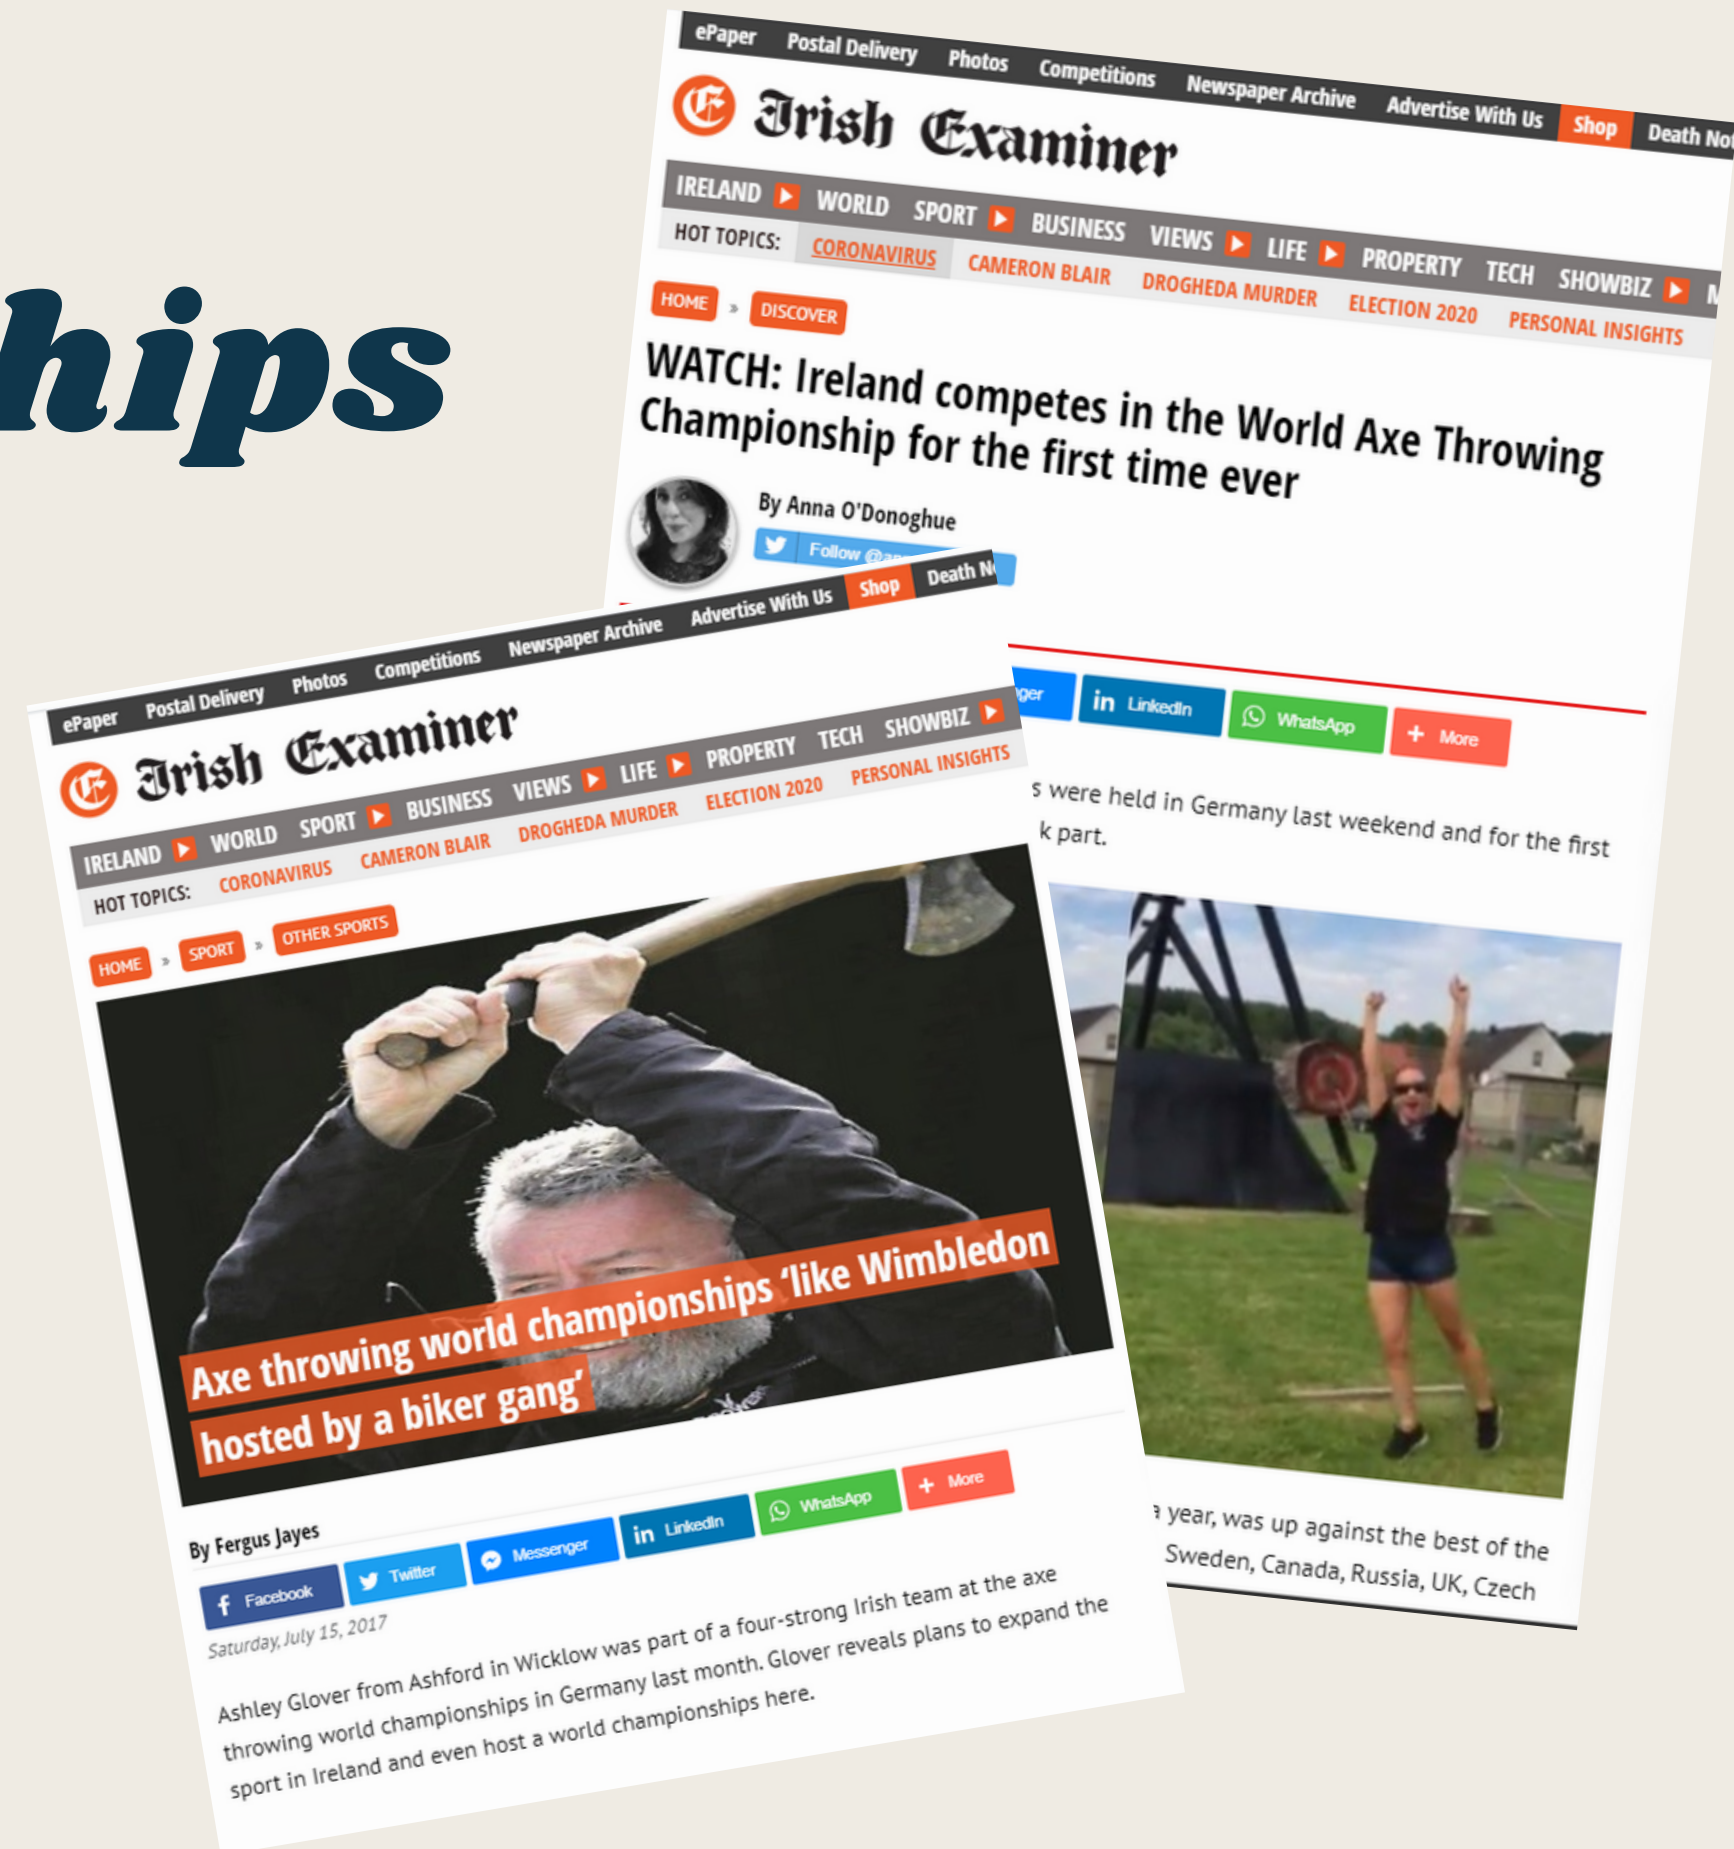 hips
ePaper Postal Delivery Photos Competitions Newspaper Archive Advertise With Us Shop Death
Irish Examiner
IRELAND WORLD SPORT BUSINESS VIEWS LIFE PROPERTY TECH SHOWBIZ
HOT TOPICS: CORONAVIRUS CAMERON BLAIR DROGHEDA MURDER ELECTION 2020 PERSONAL INSIGHTS
HOME » DISCOVER
WATCH: Ireland competes in the World Axe Throwing
Championship for the first time ever
By Anna O'Donoghue
Follow
LinkedIn WhatsApp + More
s were held in Germany last weekend and for the first
k part.
a year, was up against the best of the
Sweden, Canada, Russia, UK, Czech
ePaper Postal Delivery Photos Competitions Newspaper Archive Advertise With Us Shop Death
Irish Examiner
IRELAND WORLD SPORT BUSINESS VIEWS LIFE PROPERTY TECH SHOWBIZ
HOT TOPICS: CORONAVIRUS CAMERON BLAIR DROGHEDA MURDER ELECTION 2020 PERSONAL INSIGHTS
HOME » SPORT » OTHER SPORTS
Axe throwing world championships ‘like Wimbledon
hosted by a biker gang’
By Fergus Jayes
Facebook Twitter Messenger LinkedIn WhatsApp + More
Saturday, July 15, 2017
Ashley Glover from Ashford in Wicklow was part of a four-strong Irish team at the axe
throwing world championships in Germany last month. Glover reveals plans to expand the
sport in Ireland and even host a world championships here.